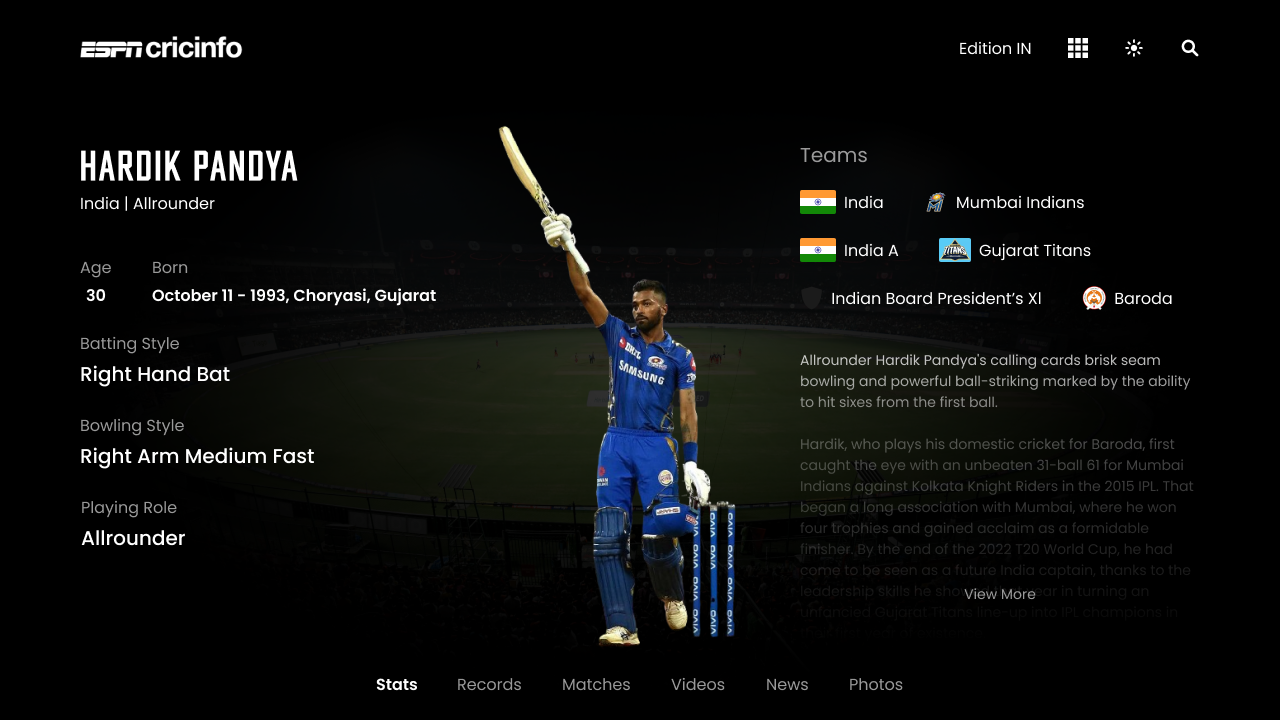 ESPN cricinfo
Edition IN
HARDIK PANDYA
India | Allrounder
Age Born
30 October 11 - 1993, Choryasi, Gujarat
Batting Style
Right Hand Bat
Bowling Style
Right Arm Medium Fast
Playing Role
Allrounder
SAMSUNG
VIVO VIVO VIVO
Teams
India Mumbai Indians
India A TITANS Gujarat Titans
Indian Board President’s XI Baroda
Allrounder Hardik Pandya's calling cards brisk seam
bowling and powerful ball-striking marked by the ability
to hit sixes from the first ball.
Hardik, who plays his domestic cricket for Baroda, first
caught the eye with an unbeaten 31-ball 61 for Mumbai
Indians against Kolkata Knight Riders in the 2015 IPL. That
began a long association with Mumbai, where he won
four trophies and gained acclaim as a formidable
finisher. By the end of the 2022 T20 World Cup, he had
come to be seen as a future India captain, thanks to the
leadership skills he in turning an
View More
unfancied Gujarat Titans line-up into IPL champions in
Stats Records Matches Videos News Photos